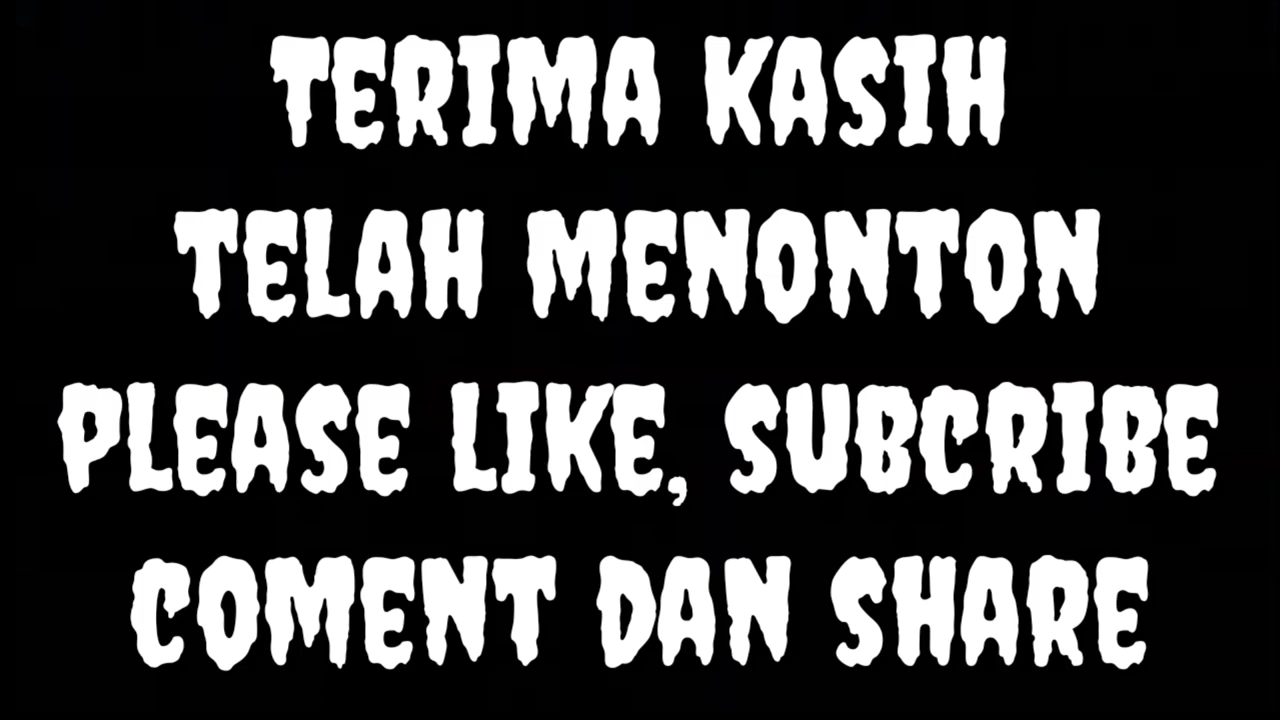 TERIMA KASIH
TELAH MENONTON
PLEASE LIKE, SUBCRIBE
COMENT DAN SHARE